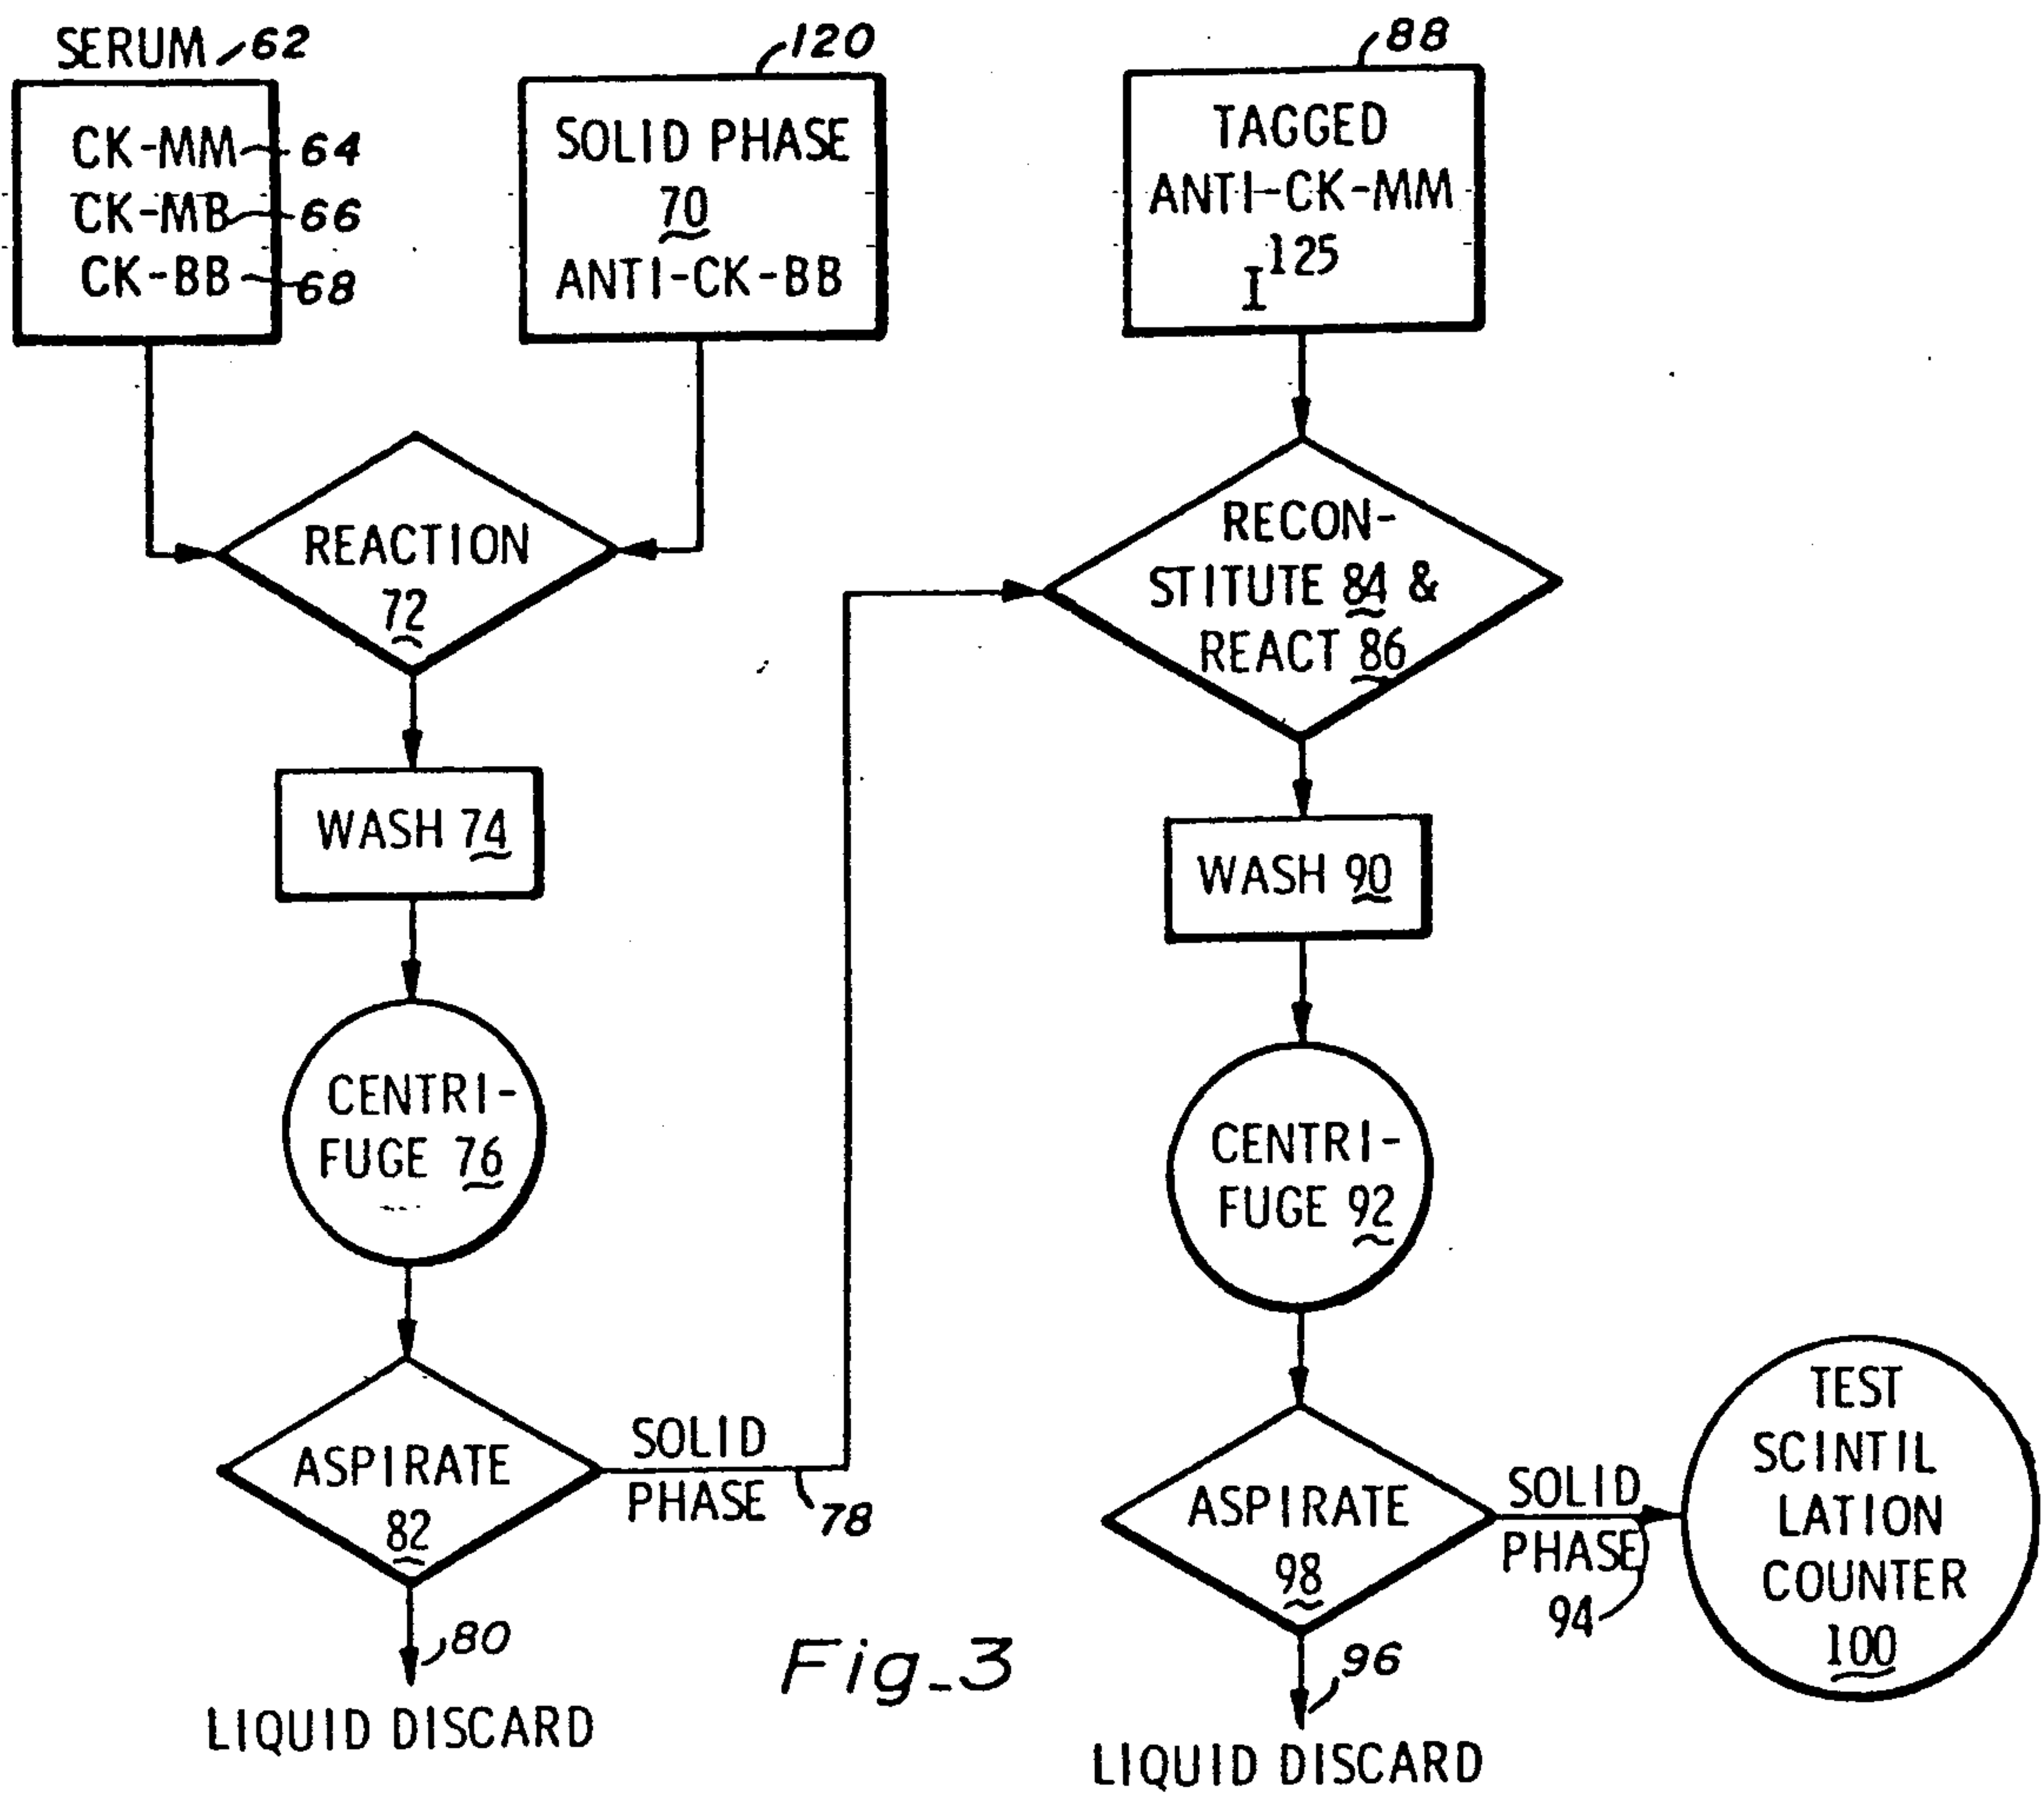 SERUM 62
CK-MM 64
CK-MB 66
CK-BB 68
120
SOLID PHASE
70
ANTI-CK-BB
REACTION
72
WASH 74
CENTRI-
FUGE 76
ASPIRATE
82
SOLID
PHASE
78
80
LIQUID DISCARD
88
TAGGED
ANTI-CK-MM
I125
RECON-
STITUTE 84 &
REACT 86
WASH 90
CENTRI-
FUGE 92
ASPIRATE
98
SOLID
PHASE
94
96
LIQUID DISCARD
TEST
SCINTIL
LATION
COUNTER
100
Fig_3